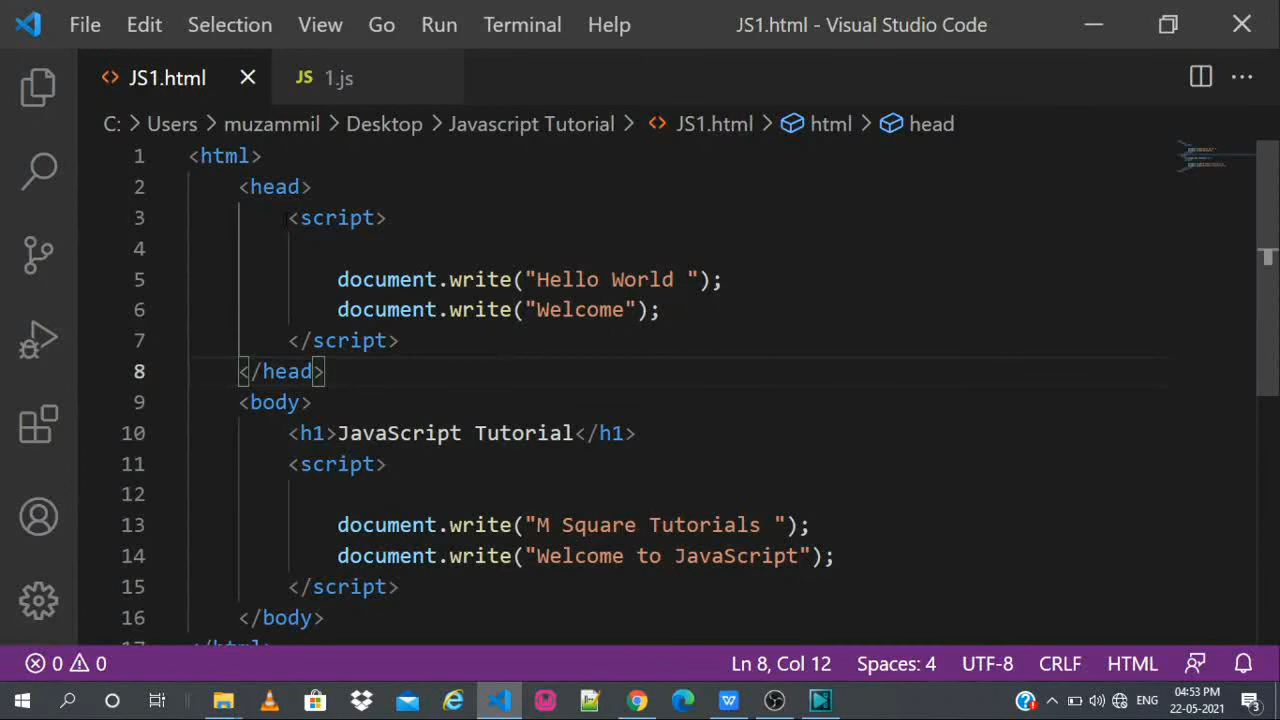 File Edit Selection View Go Run Terminal Help JS1.html - Visual Studio Code
JS1.html JS 1.js
C: > Users > muzammil > Desktop > Javascript Tutorial > JS1.html > html > head
1 <html>
2 <head>
3 <script>
4
5 document.write("Hello World ");
6 document.write("Welcome");
7 </script>
8 </head>
9 <body>
10 <h1>JavaScript Tutorial</h1>
11 <script>
12
13 document.write("M Square Tutorials ");
14 document.write("Welcome to JavaScript");
15 </script>
16 </body>
17 </html>
0 0 Ln 8, Col 12 Spaces: 4 UTF-8 CRLF HTML
ENG 04:53 PM
22-05-2021 3